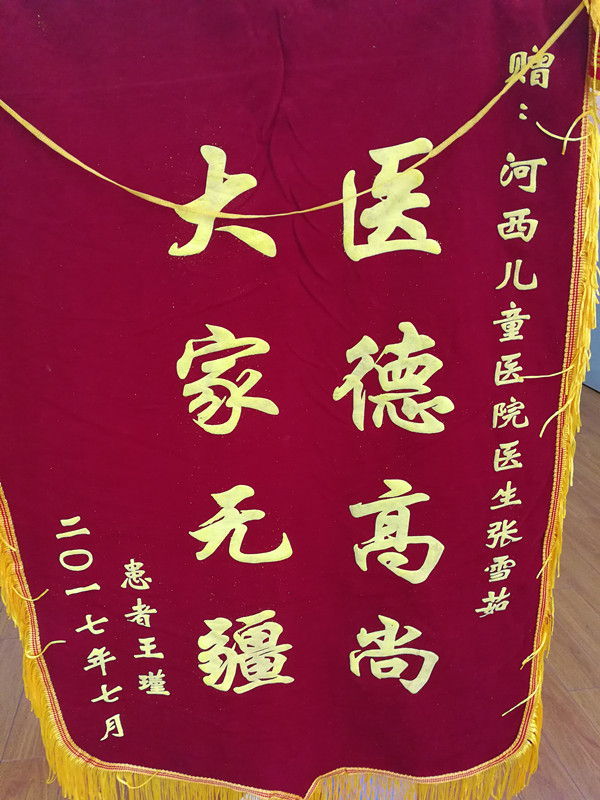 赠：河西儿童医院医生张雪茹
医德高尚
大家无疆
患者王瑾
二〇一七年七月